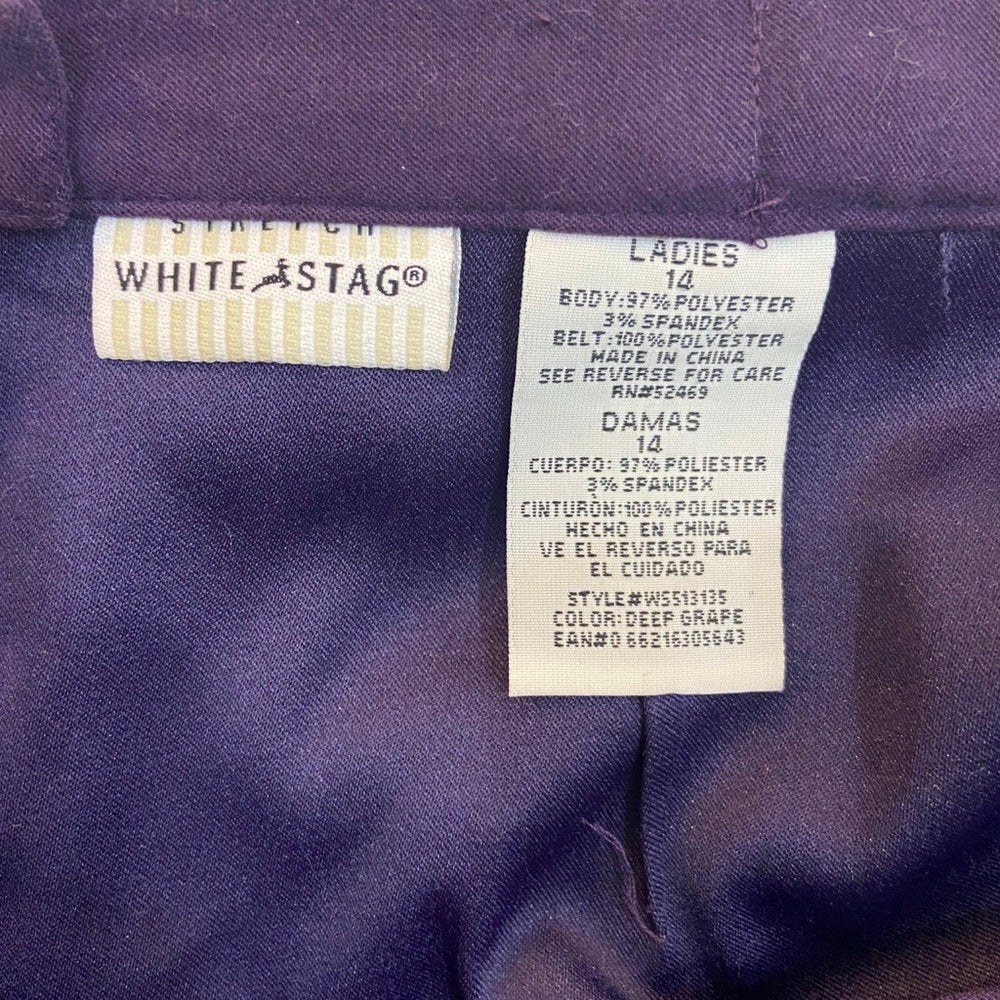 STRETCH
WHITE STAG®
LADIES
14
BODY:97% POLYESTER
3% SPANDEX
BELT:100% POLYESTER
MADE IN CHINA
SEE REVERSE FOR CARE
RN#52469
DAMAS
14
CUERPO: 97% POLIESTER
3% SPANDEX
CINTURÓN:100% POLIESTER
HECHO EN CHINA
VE EL REVERSO PARA
EL CUIDADO
STYLE#WS513135
COLOR:DEEP GRAPE
EAN#0 66216305643